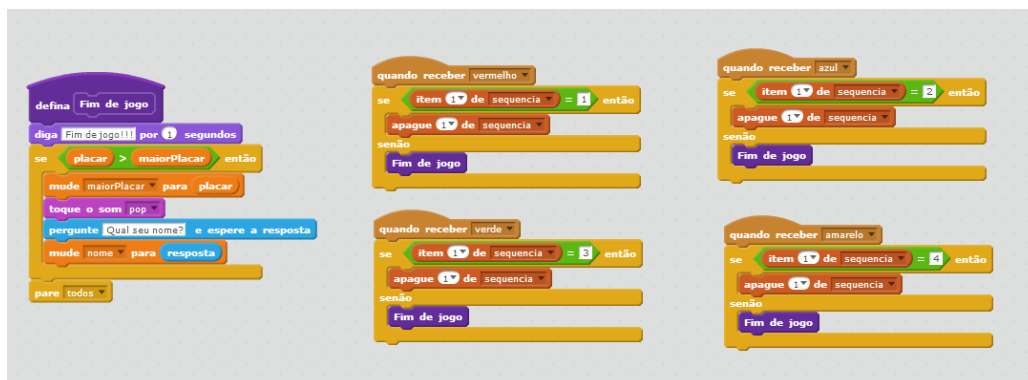 defina Fim de jogo
diga Fim de jogo!!! por 1 segundos
se placar > maiorPlacar então
mude maiorPlacar para placar
toque o som pop
pergunte Qual seu nome? e espere a resposta
mude nome para resposta
pare todos
quando receber vermelho
se item 1 de sequencia = 1 então
apague 1 de sequencia
senão
Fim de jogo
quando receber verde
se item 1 de sequencia = 3 então
apague 1 de sequencia
senão
Fim de jogo
quando receber azul
se item 1 de sequencia = 2 então
apague 1 de sequencia
senão
Fim de jogo
quando receber amarelo
se item 1 de sequencia = 4 então
apague 1 de sequencia
senão
Fim de jogo